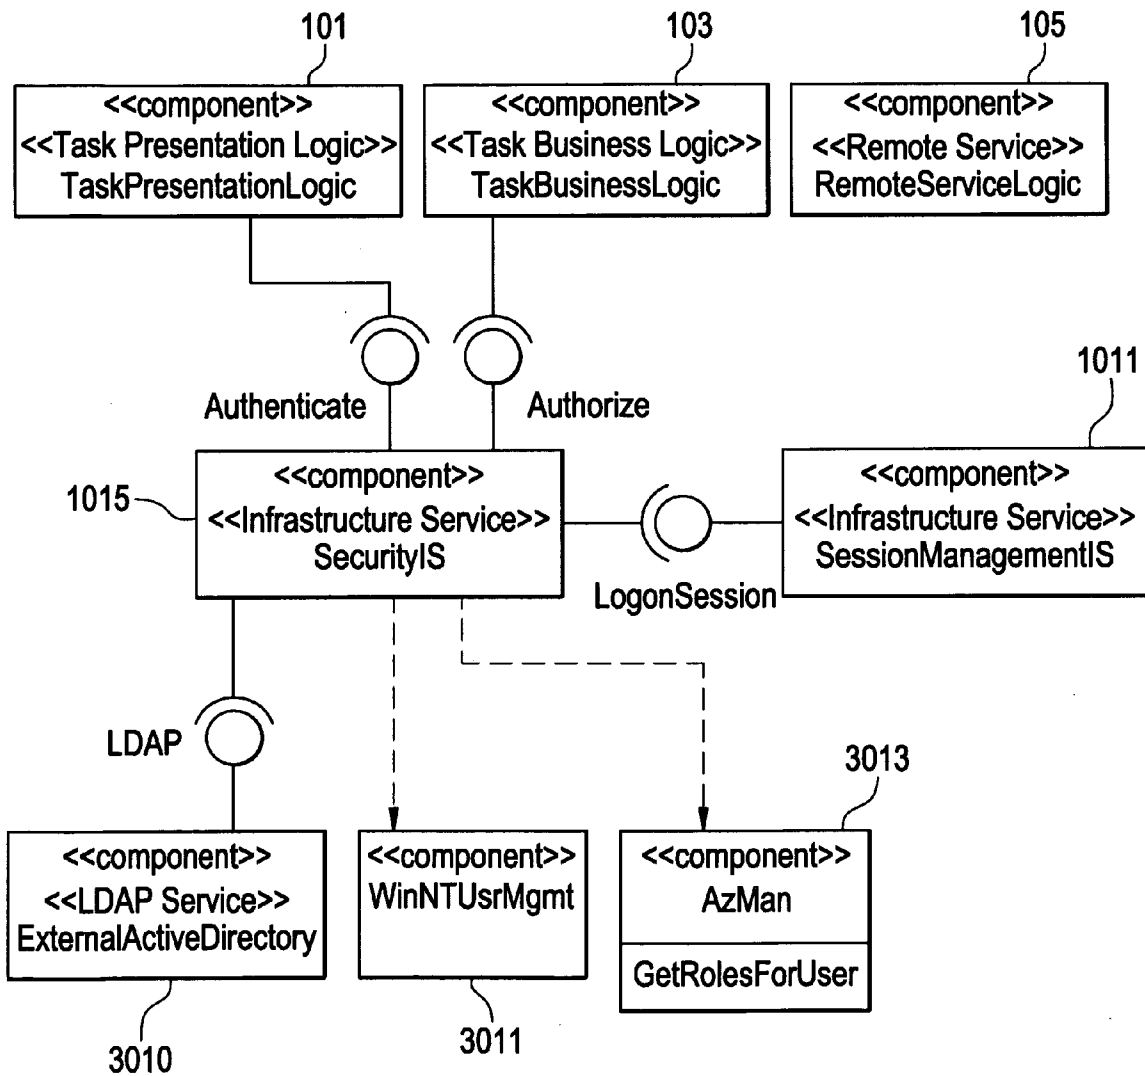 101
103
105
<<component>>
<<Task Presentation Logic>>
TaskPresentationLogic
<<component>>
<<Task Business Logic>>
TaskBusinessLogic
<<component>>
<<Remote Service>>
RemoteServiceLogic
Authenticate
Authorize
1011
1015
<<component>>
<<Infrastructure Service>>
SecurityIS
<<component>>
<<Infrastructure Service>>
SessionManagementIS
LogonSession
LDAP
3013
<<component>>
<<LDAP Service>>
ExternalActiveDirectory
<<component>>
WinNTUsrMgmt
<<component>>
AzMan
GetRolesForUser
3010
3011